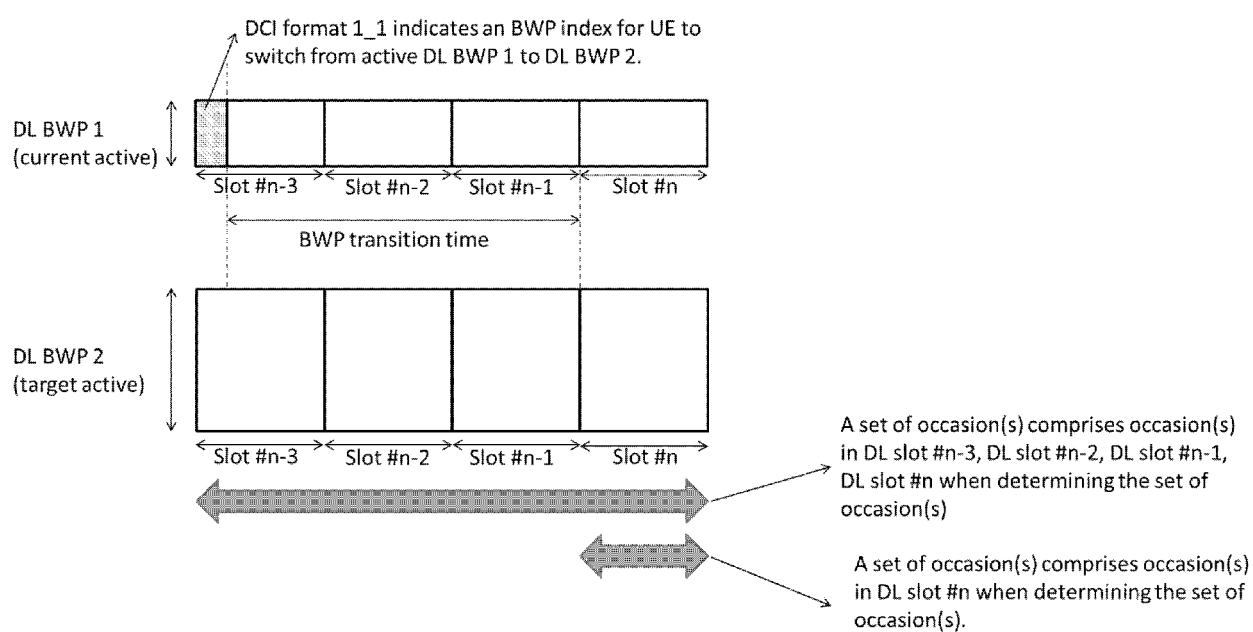 DCI format 1_1 indicates an BWP index for UE to
switch from active DL BWP 1 to DL BWP 2.
DL BWP 1
(current active)
Slot #n-3
Slot #n-2
Slot #n-1
Slot #n
BWP transition time
DL BWP 2
(target active)
Slot #n-3
Slot #n-2
Slot #n-1
Slot #n
A set of occasion(s) comprises occasion(s)
in DL slot #n-3, DL slot #n-2, DL slot #n-1,
DL slot #n when determining the set of
occasion(s)
A set of occasion(s) comprises occasion(s)
in DL slot #n when determining the set of
occasion(s).